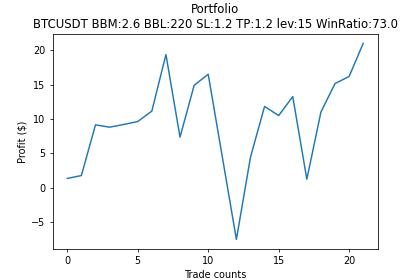 Portfolio
BTCUSDT BBM:2.6 BBL:220 SL:1.2 TP:1.2 lev:15 WinRatio:73.0
20
15
10
5
0
−5
Profit ($)
0 5 10 15 20
Trade counts